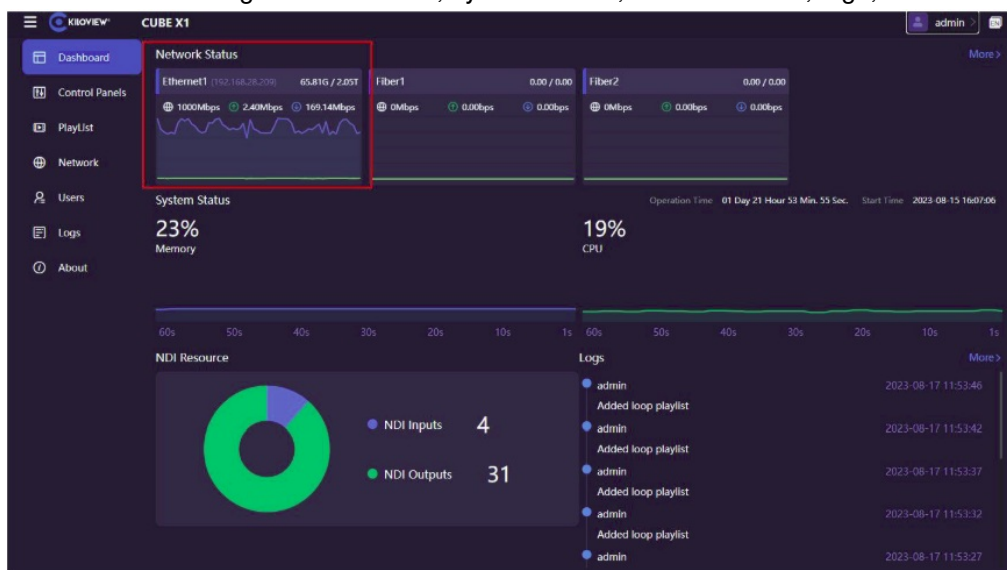 KILOVIEW CUBE X1 admin > EN
Dashboard
Control Panels
PlayList
Network
Users
Logs
About
Network Status More>
Ethernet1 (192.168.28.209) 65.81G / 2.05T
1000Mbps 2.40Mbps 169.14Mbps
Fiber1 0.00 / 0.00
0Mbps 0.00bps 0.00bps
Fiber2 0.00 / 0.00
0Mbps 0.00bps 0.00bps
System Status Operation Time 01 Day 21 Hour 53 Min. 55 Sec. Start Time 2023-08-15 16:07:06
23%
Memory
19%
CPU
60s 50s 40s 30s 20s 10s 1s
60s 50s 40s 30s 20s 10s 1s
NDI Resource
NDI Inputs 4
NDI Outputs 31
Logs More>
admin 2023-08-17 11:53:46
Added loop playlist
admin 2023-08-17 11:53:42
Added loop playlist
admin 2023-08-17 11:53:37
Added loop playlist
admin 2023-08-17 11:53:32
Added loop playlist
admin 2023-08-17 11:53:27